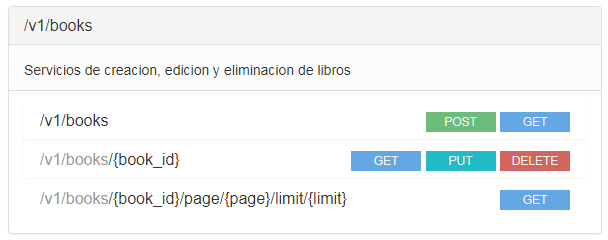 /v1/books
Servicios de creacion, edicion y eliminacion de libros
/v1/books POST GET
/v1/books/{book_id} GET PUT DELETE
/v1/books/{book_id}/page/{page}/limit/{limit} GET